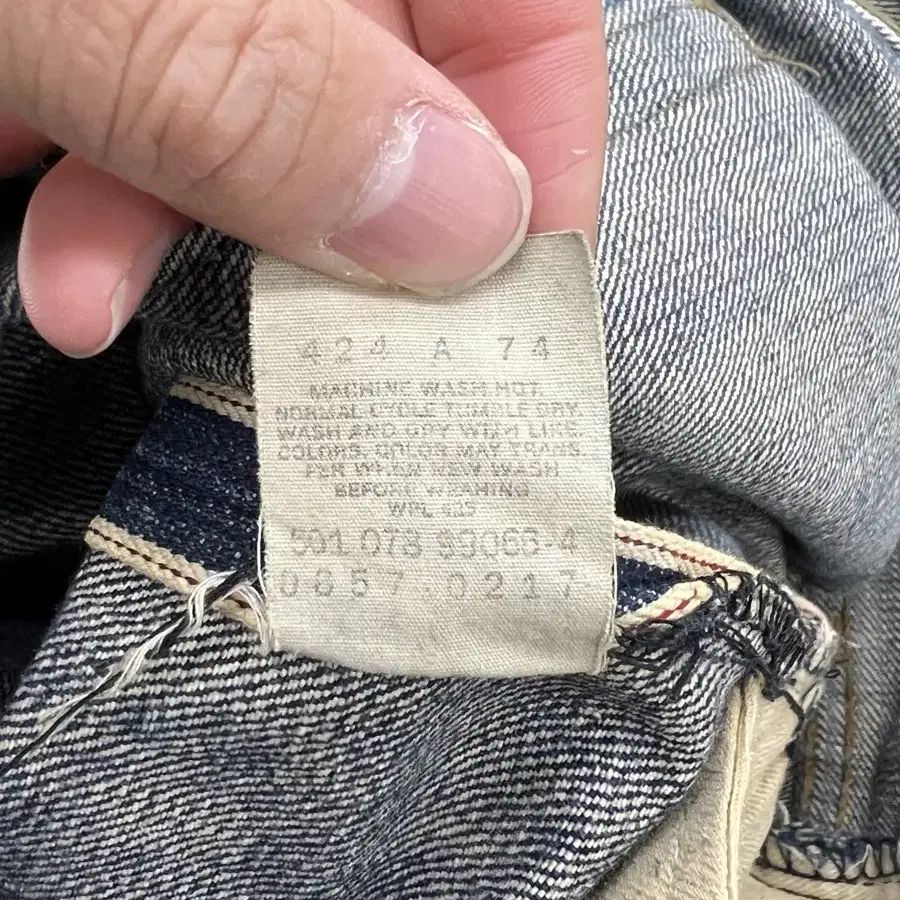 424 A 74
MACHINE WASH HOT.
NORMAL CYCLE TUMBLE DRY.
WASH AND DRY WITH LIKE
COLORS. COLOR MAY TRANS.
FER WHEN NEW WASH
BEFORE WEARING
WPL 423
501 078 99066-4
0657 0217